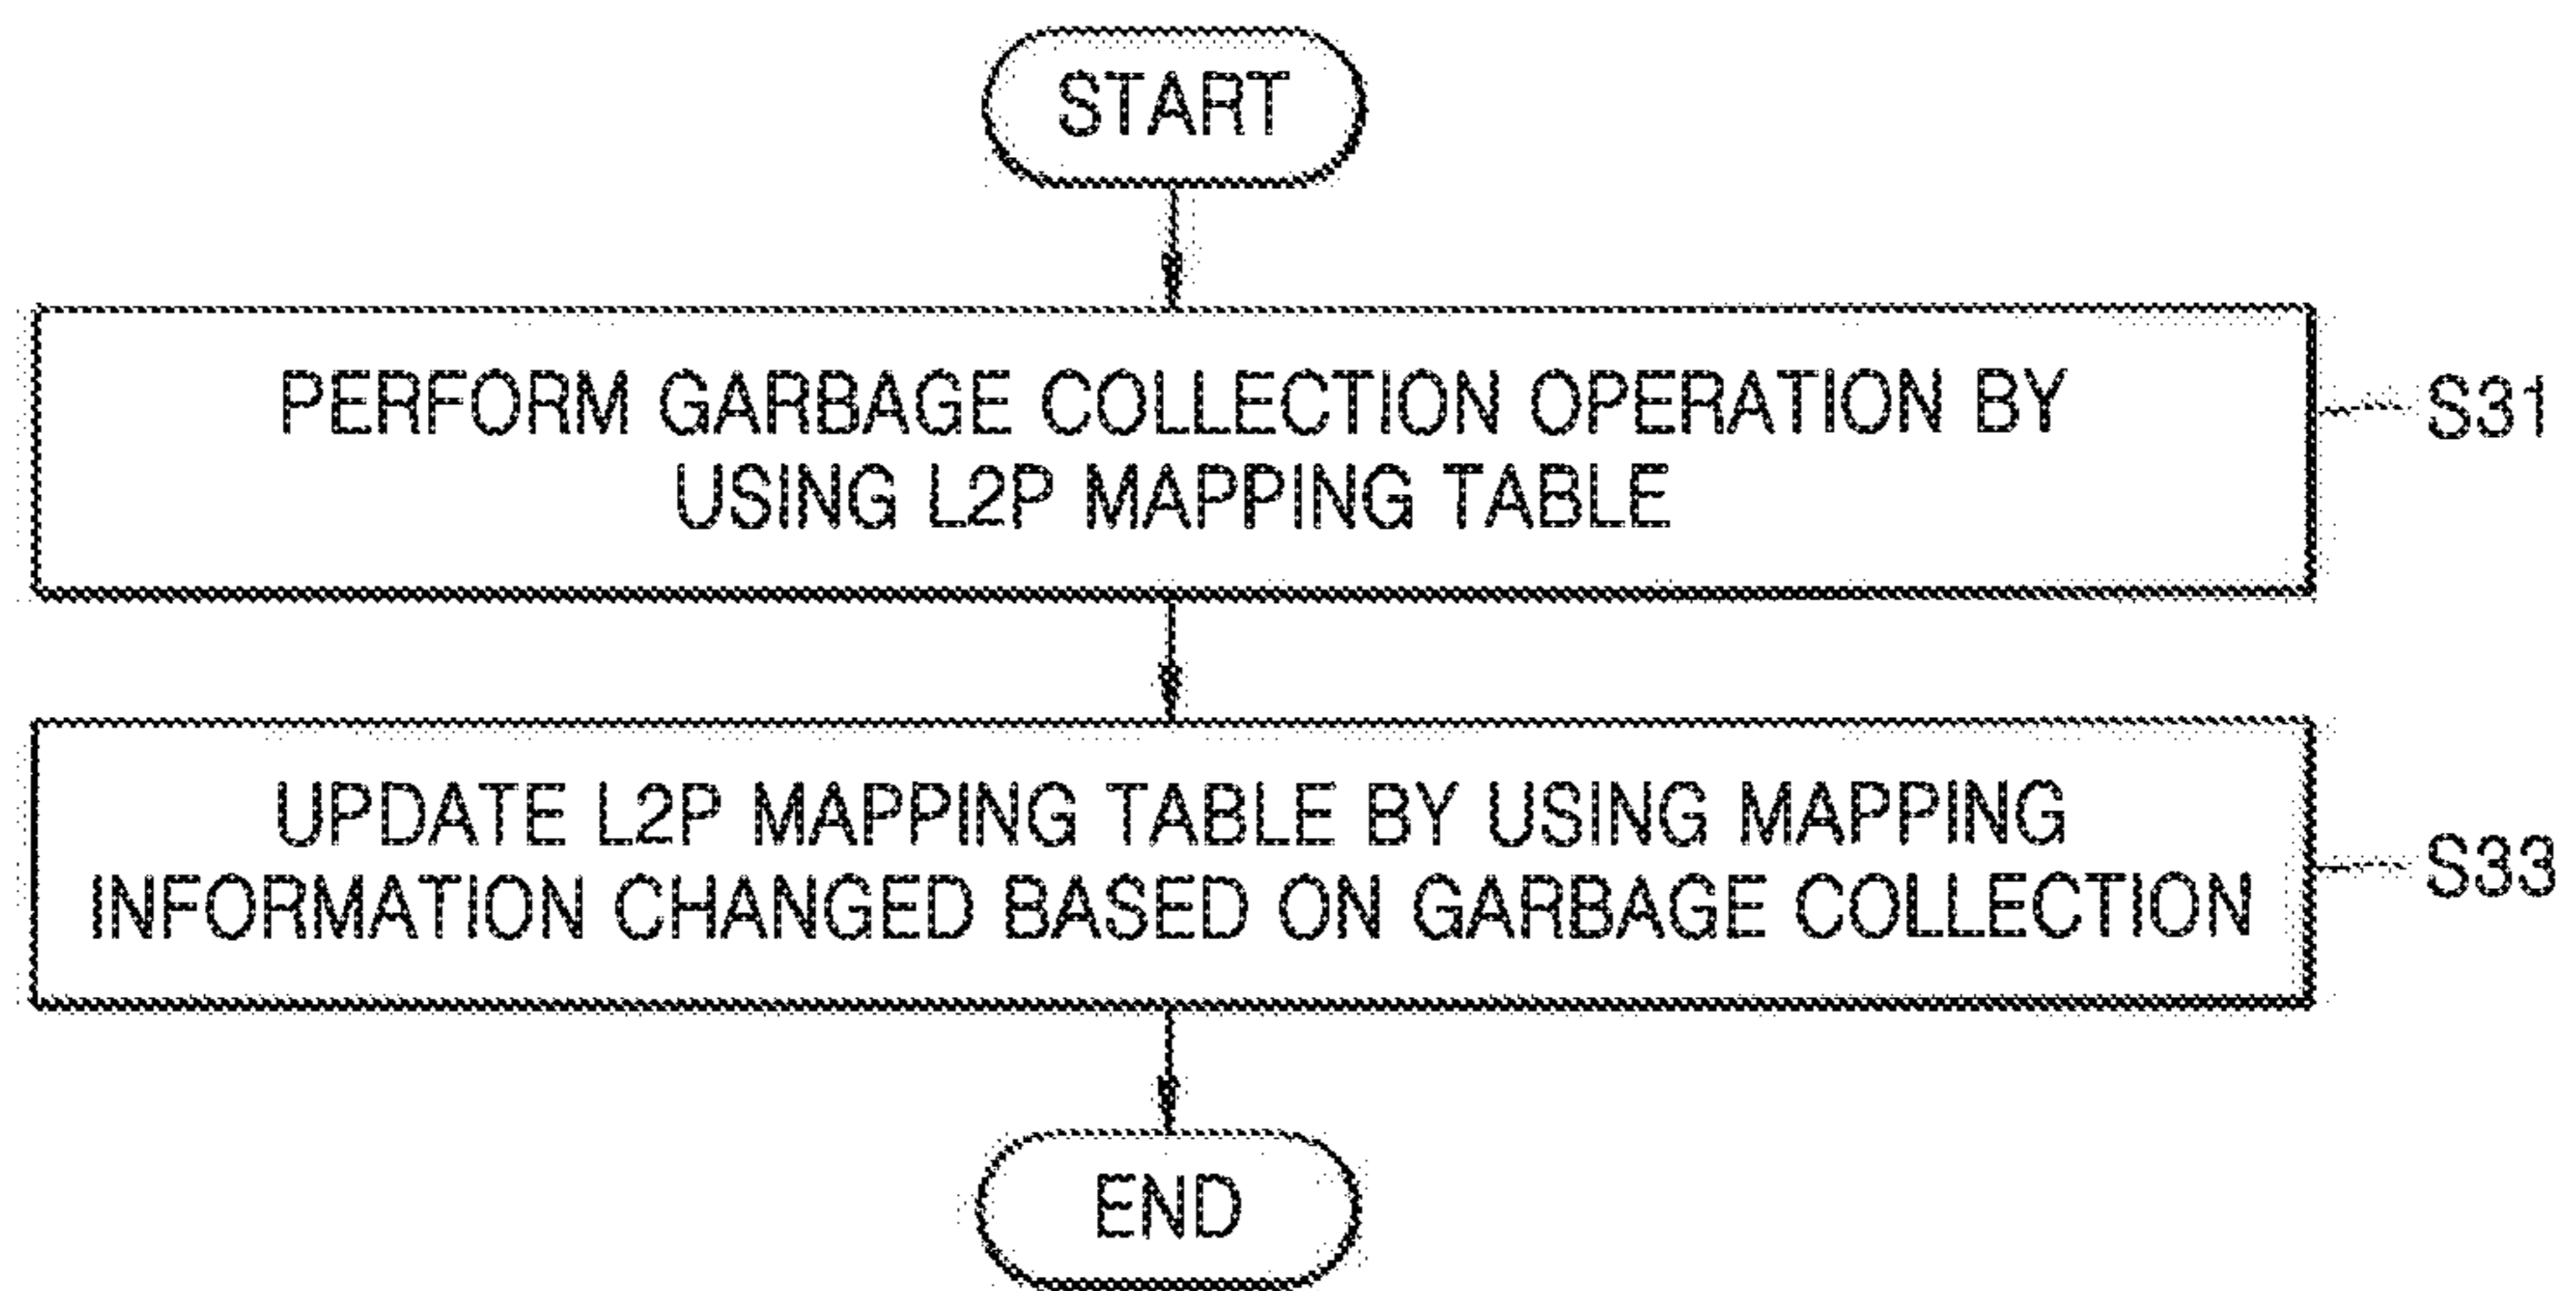 START
PERFORM GARBAGE COLLECTION OPERATION BY
USING L2P MAPPING TABLE
S31
UPDATE L2P MAPPING TABLE BY USING MAPPING
INFORMATION CHANGED BASED ON GARBAGE COLLECTION
S33
END